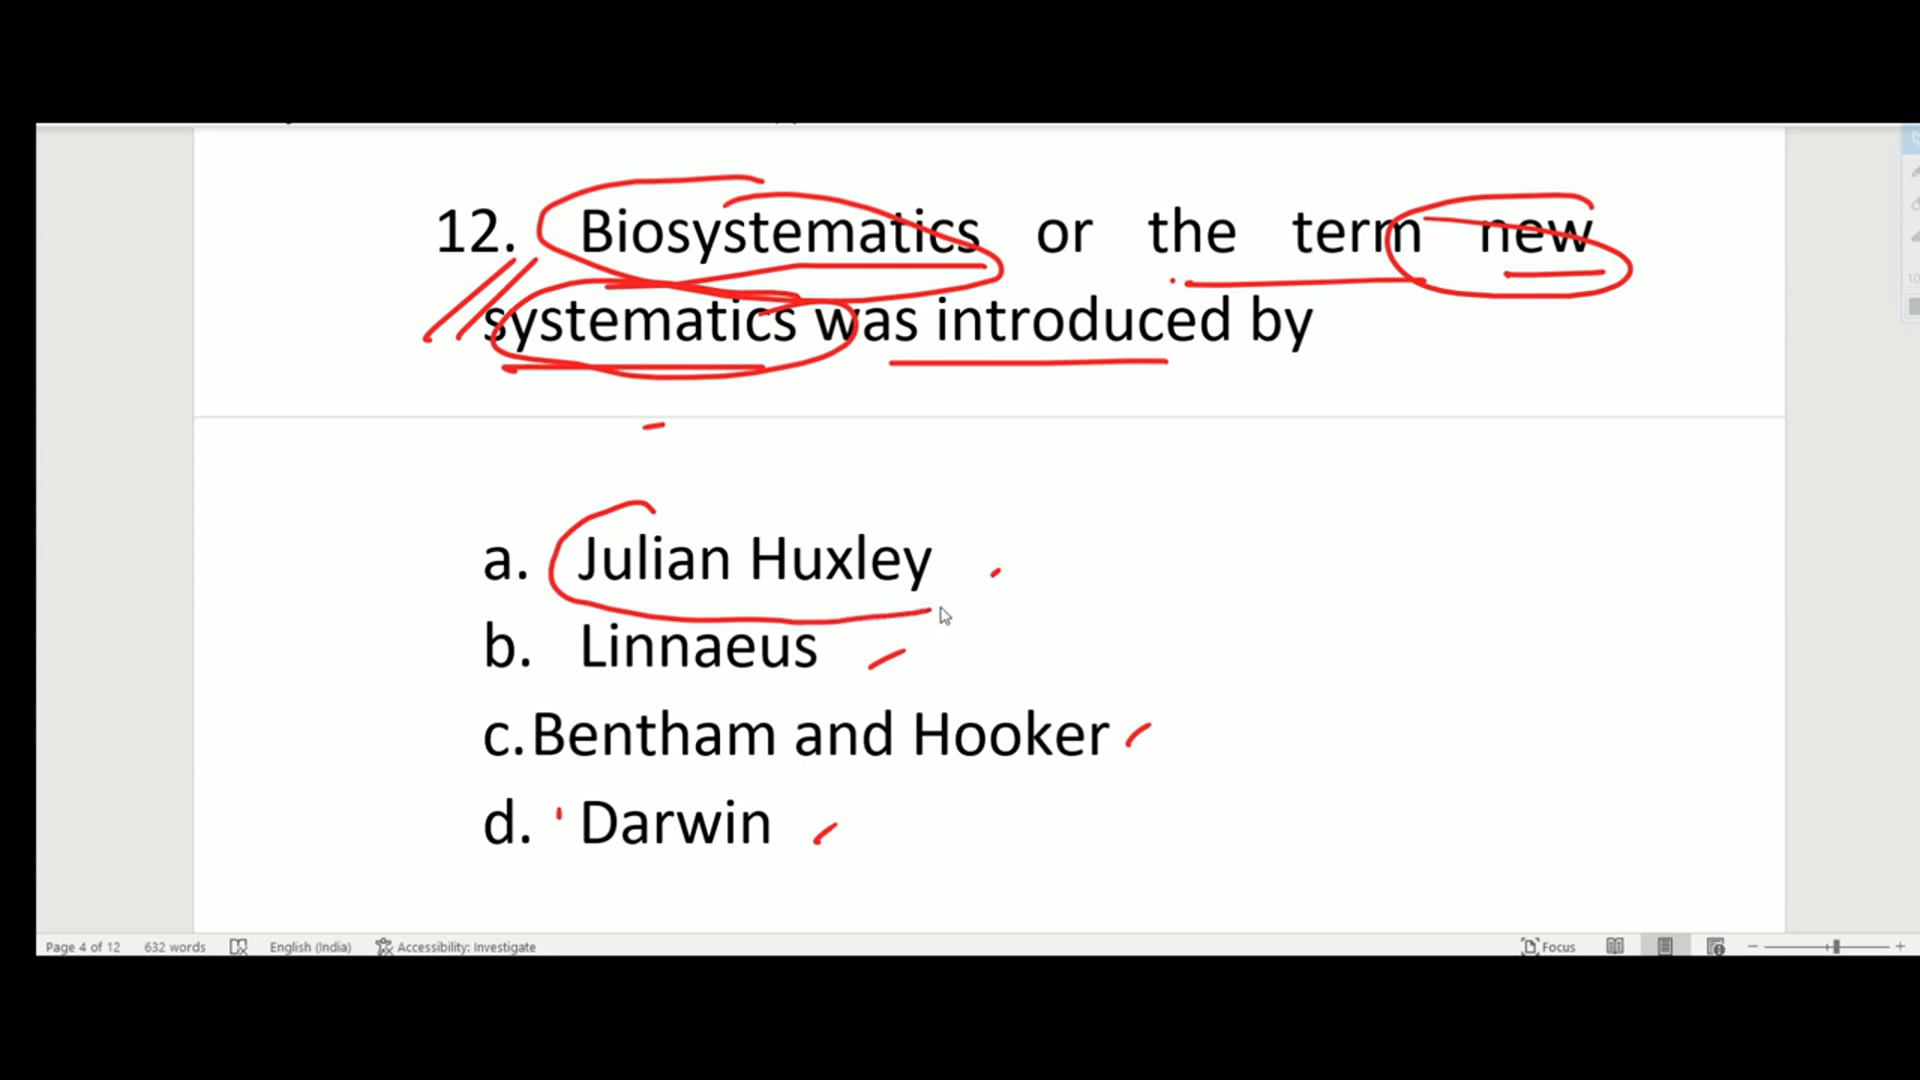 12. Biosystematics or the term new
systematics was introduced by
a. Julian Huxley
b. Linnaeus
c. Bentham and Hooker
d. Darwin
Page 4 of 12 632 words English (India) Accessibility: Investigate Focus